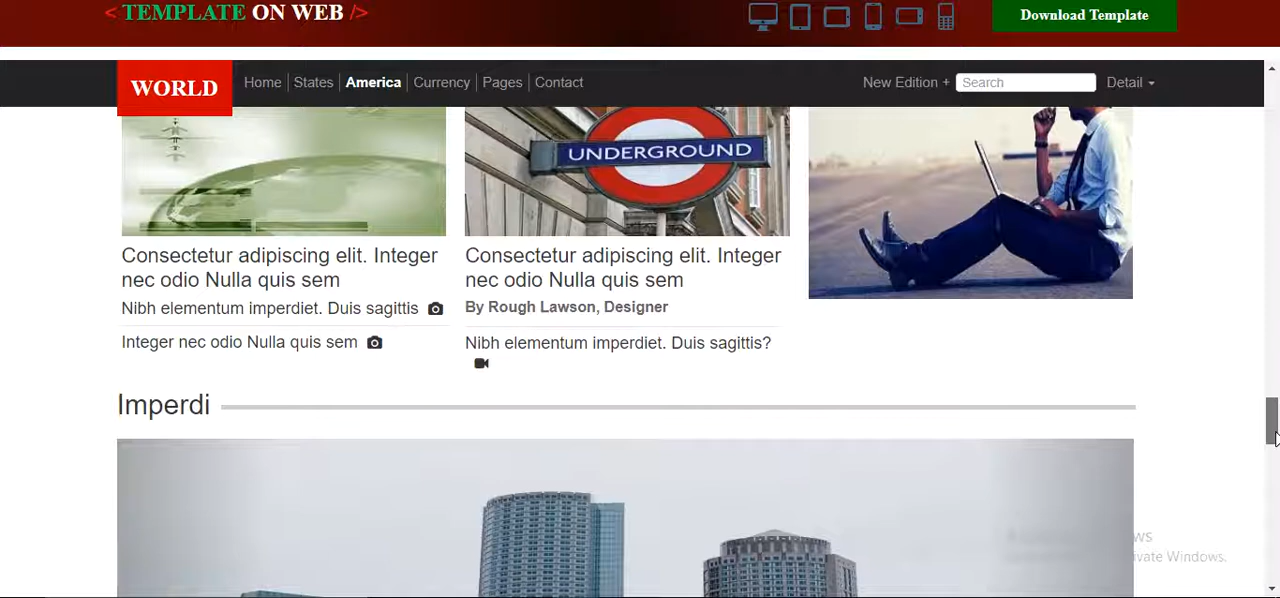 < TEMPLATE ON WEB />
Download Template
WORLD
Home
States
America
Currency
Pages
Contact
New Edition +
Search
Detail
UNDERGROUND
Consectetur adipiscing elit. Integer
nec odio Nulla quis sem
Nibh elementum imperdiet. Duis sagittis
Integer nec odio Nulla quis sem
Consectetur adipiscing elit. Integer
nec odio Nulla quis sem
By Rough Lawson, Designer
Nibh elementum imperdiet. Duis sagittis?
Imperdi